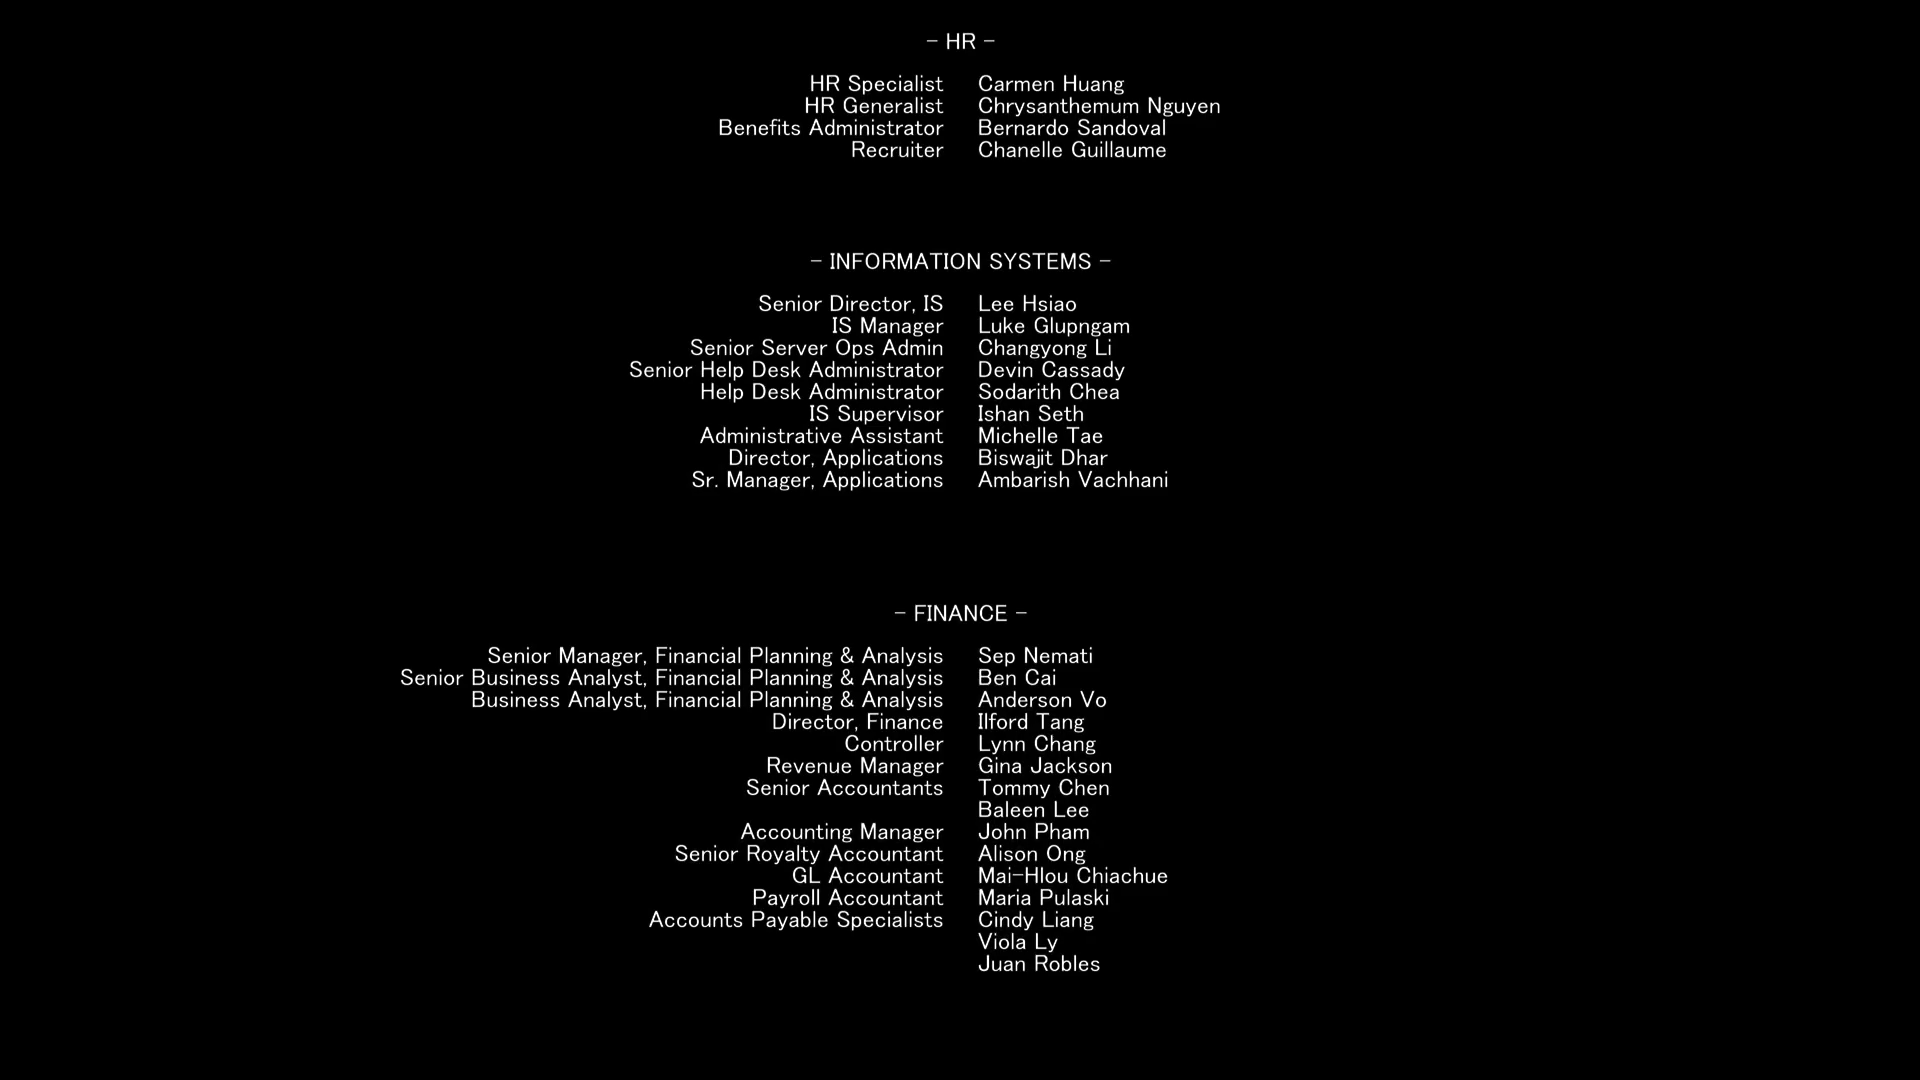 - HR -
HR Specialist Carmen Huang
HR Generalist Chrysanthemum Nguyen
Benefits Administrator Bernardo Sandoval
Recruiter Chanelle Guillaume
- INFORMATION SYSTEMS -
Senior Director, IS Lee Hsiao
IS Manager Luke Glupngam
Senior Server Ops Admin Changyong Li
Senior Help Desk Administrator Devin Cassady
Help Desk Administrator Sodarith Chea
IS Supervisor Ishan Seth
Administrative Assistant Michelle Tae
Director, Applications Biswajit Dhar
Sr. Manager, Applications Ambarish Vachhani
- FINANCE -
Senior Manager, Financial Planning & Analysis Sep Nemati
Senior Business Analyst, Financial Planning & Analysis Ben Cai
Business Analyst, Financial Planning & Analysis Anderson Vo
Director, Finance Ilford Tang
Controller Lynn Chang
Revenue Manager Gina Jackson
Senior Accountants Tommy Chen
Baleen Lee
Accounting Manager John Pham
Senior Royalty Accountant Alison Ong
GL Accountant Mai-Hlou Chiachue
Payroll Accountant Maria Pulaski
Accounts Payable Specialists Cindy Liang
Viola Ly
Juan Robles